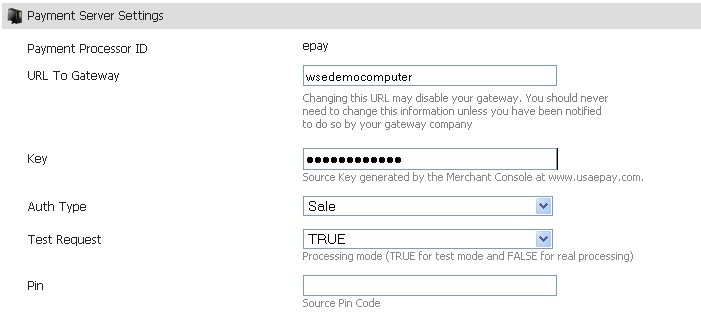 Payment Server Settings
Payment Processor ID epay
URL To Gateway wsedemocomputer
Changing this URL may disable your gateway. You should never
need to change this information unless you have been notified
to do so by your gateway company
Key ●●●●●●●●●●●●
Source Key generated by the Merchant Console at www.usaepay.com.
Auth Type Sale
Test Request TRUE
Processing mode (TRUE for test mode and FALSE for real processing)
Pin
Source Pin Code